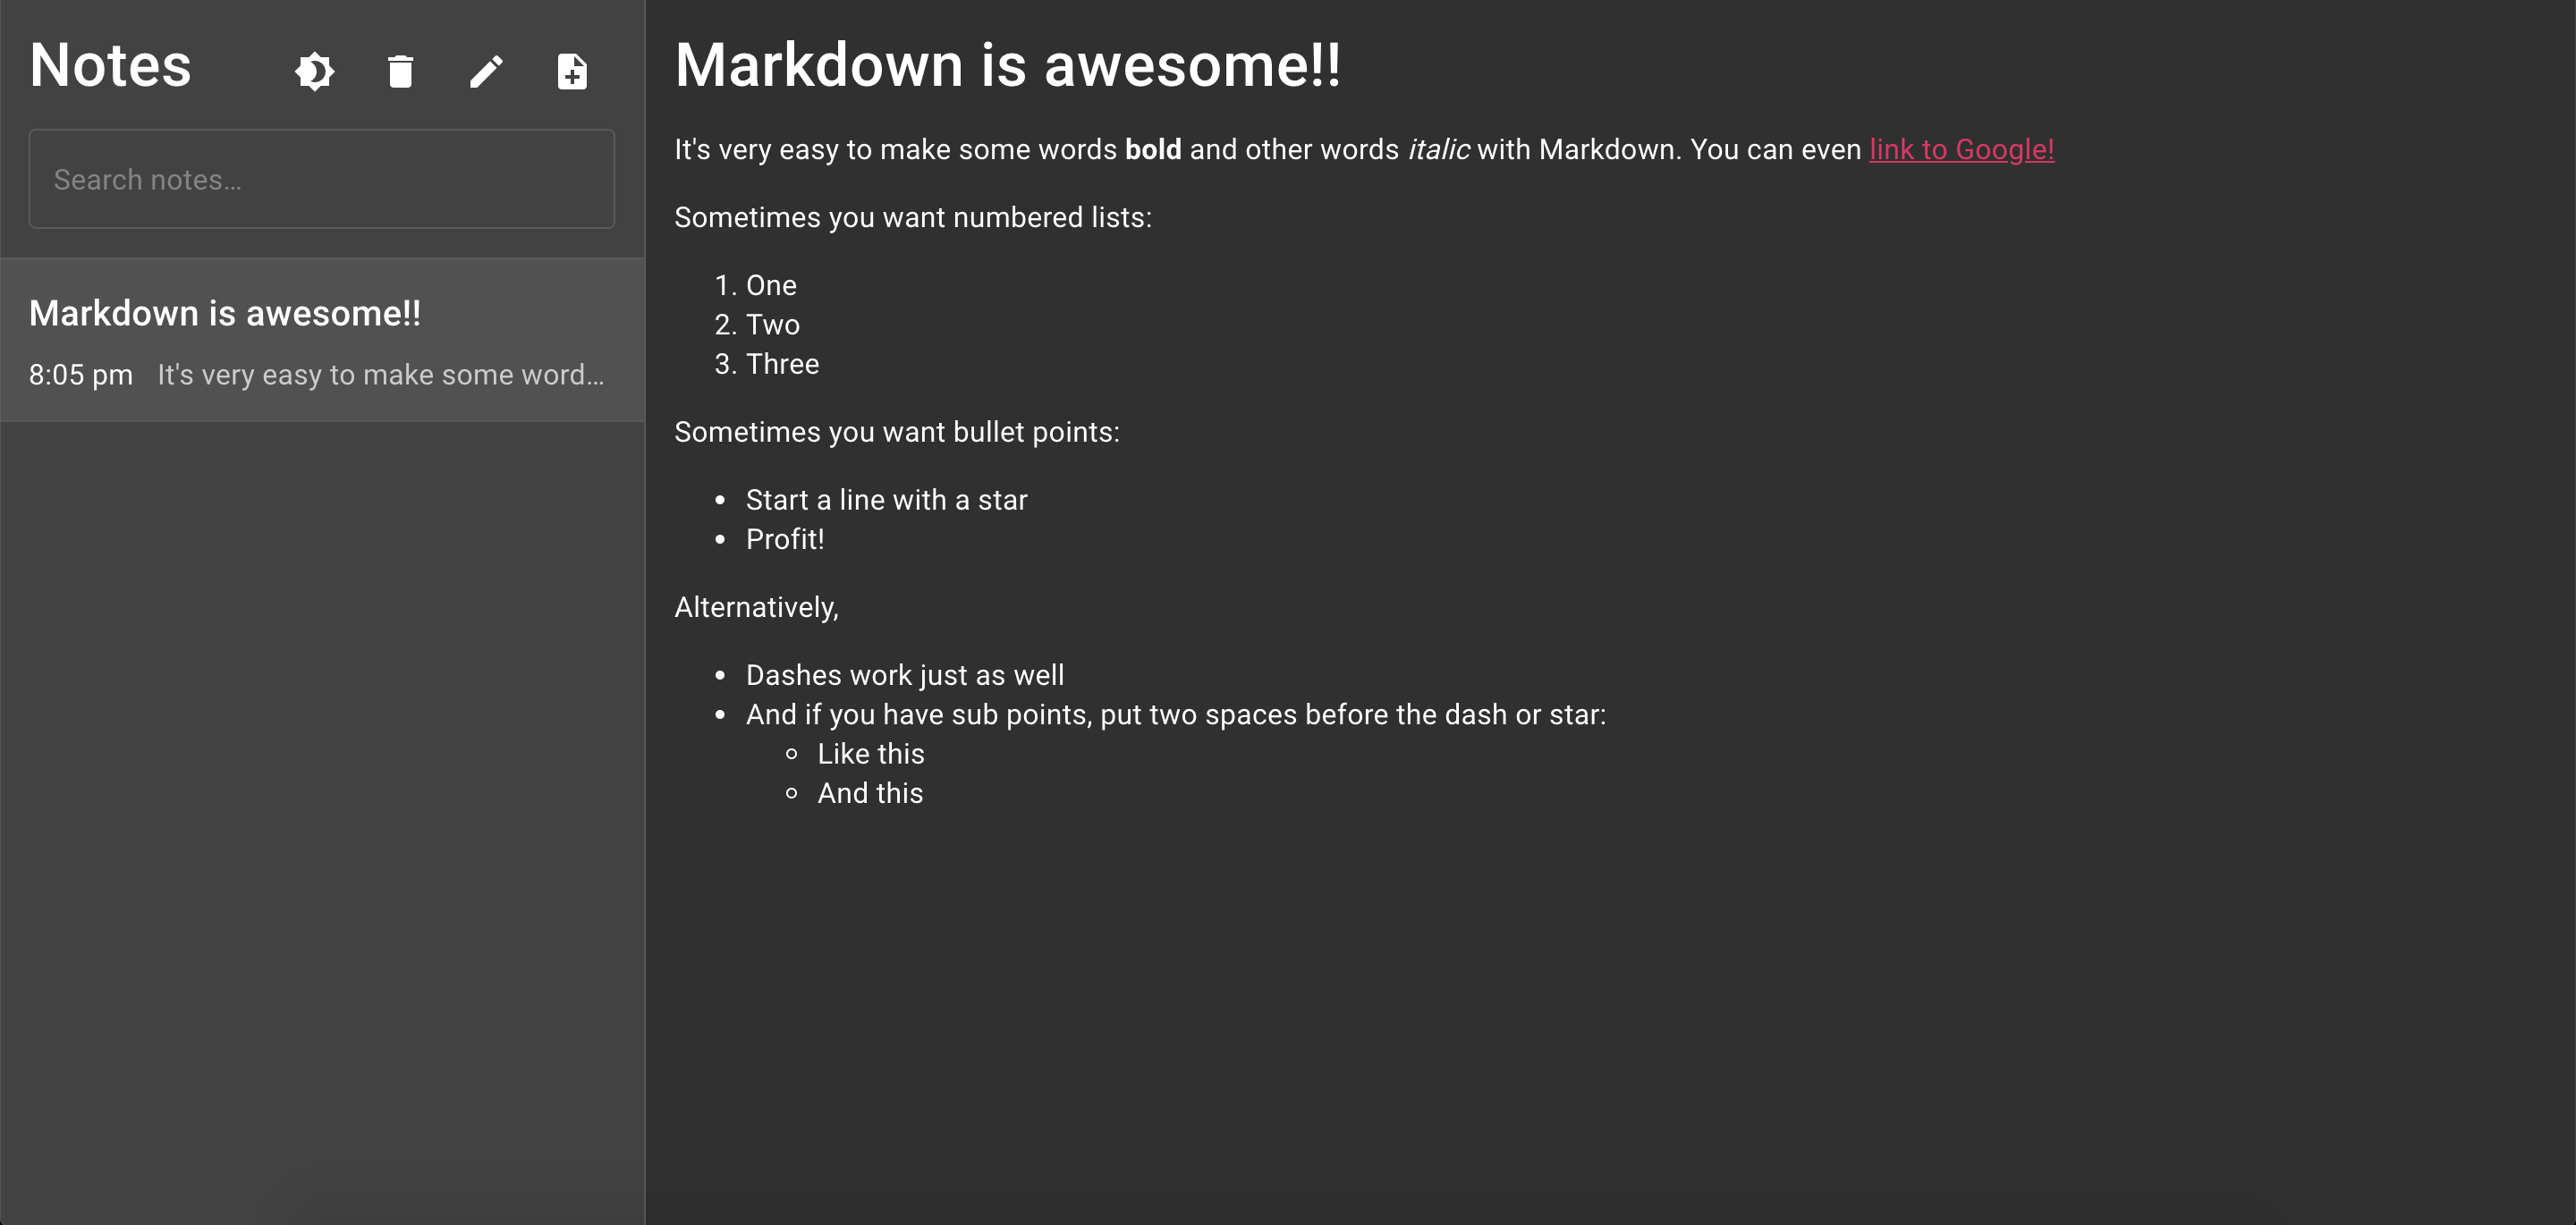 Notes
Search notes…
Markdown is awesome!!
8:05 pm It's very easy to make some word…
Markdown is awesome!!
It's very easy to make some words bold and other words italic with Markdown. You can even link to Google!
Sometimes you want numbered lists:
1. One
2. Two
3. Three
Sometimes you want bullet points:
• Start a line with a star
• Profit!
Alternatively,
• Dashes work just as well
• And if you have sub points, put two spaces before the dash or star:
◦ Like this
◦ And this